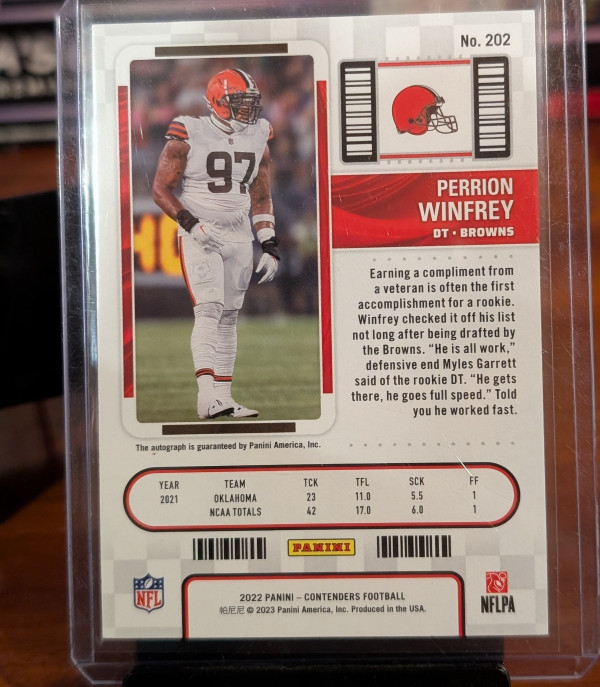 No. 202
97
PERRION
WINFREY
DT • BROWNS
Earning a compliment from
a veteran is often the first
accomplishment for a rookie.
Winfrey checked it off his list
not long after being drafted by
the Browns. “He is all work,”
defensive end Myles Garrett
said of the rookie DT. “He gets
there, he goes full speed.” Told
you he worked fast.
The autograph is guaranteed by Panini America, Inc.
YEAR TEAM TCK TFL SCK FF
2021 OKLAHOMA 23 11.0 5.5 1
NCAA TOTALS 42 17.0 6.0 1
PANINI
NFL
2022 PANINI – CONTENDERS FOOTBALL
帕尼尼 © 2023 Panini America, Inc. Produced in the USA.
NFLPA